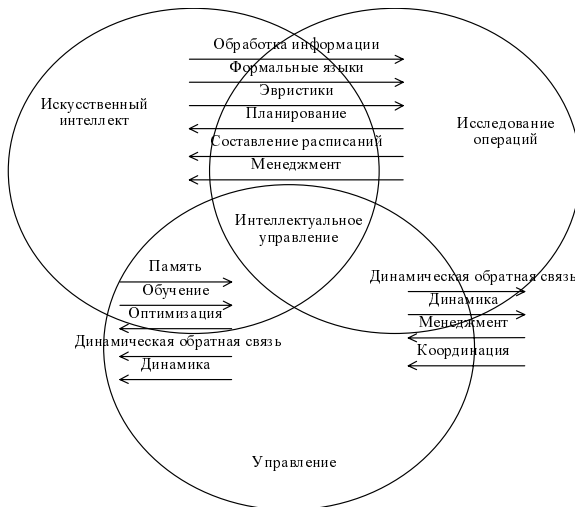 Обработка информации
Формальные языки
Эвристики
Планирование
Составление расписаний
Менеджмент
Искусственный
интеллект
Исследование
операций
Интеллектуальное
управление
Память
Обучение
Оптимизация
Динамическая обратная связь
Динамика
Динамическая обратная связь
Динамика
Менеджмент
Координация
Управление